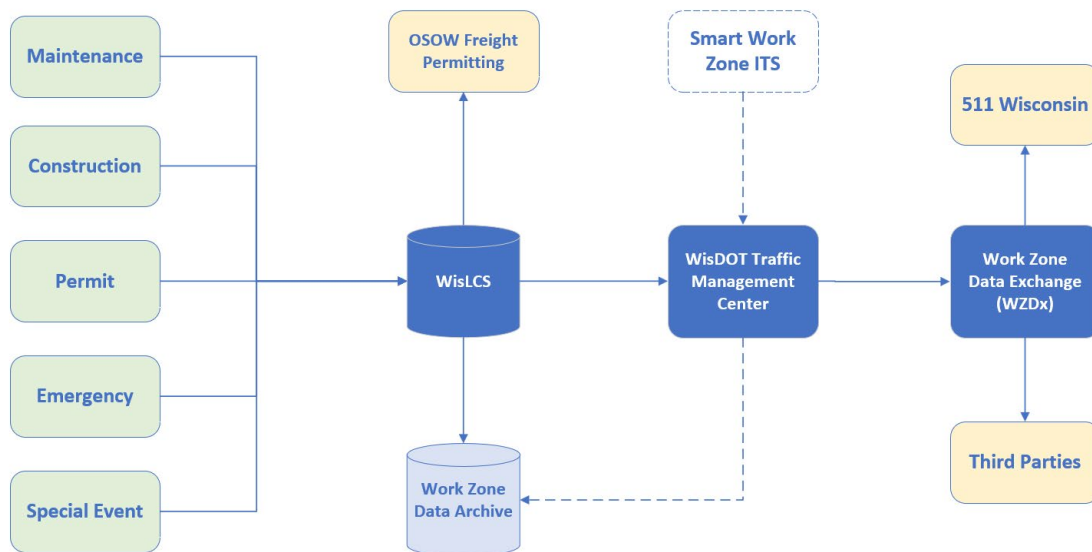 Maintenance
Construction
Permit
Emergency
Special Event
OSOW Freight
Permitting
WisLCS
Work Zone
Data Archive
Smart Work
Zone ITS
WisDOT Traffic
Management
Center
511 Wisconsin
Work Zone
Data Exchange
(WZDx)
Third Parties